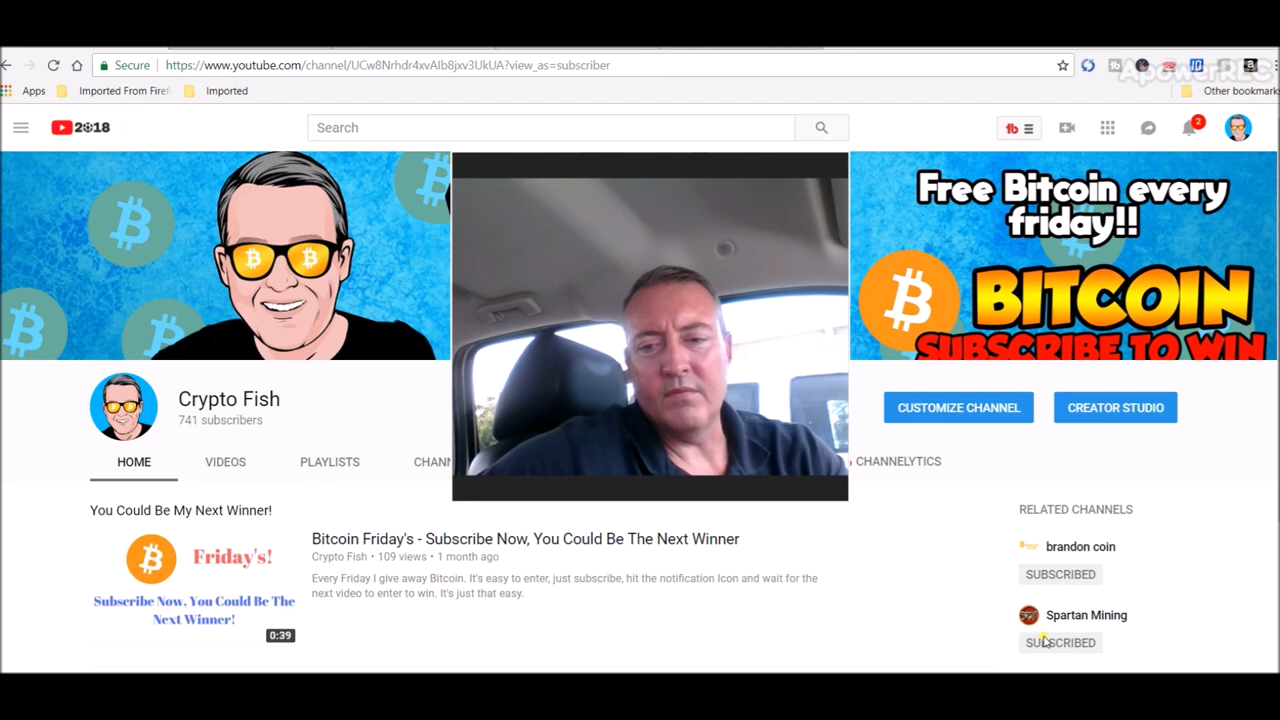 ApowerREC
Secure https://www.youtube.com/channel/UCw8Nrhdr4xvAIb8jxv3UkUA?view_as=subscriber
Apps Imported From Firef Imported Other bookmark
2018 Search 2
Free Bitcoin every
friday!!
BITCOIN
SUBSCRIBE TO WIN
Crypto Fish
741 subscribers
CUSTOMIZE CHANNEL CREATOR STUDIO
HOME VIDEOS PLAYLISTS CHANN CHANNELYTICS
You Could Be My Next Winner!
Friday's!
Subscribe Now, You Could Be The
Next Winner!
0:39
Bitcoin Friday's - Subscribe Now, You Could Be The Next Winner
Crypto Fish • 109 views • 1 month ago
Every Friday I give away Bitcoin. It's easy to enter, just subscribe, hit the notification Icon and wait for the
next video to enter to win. It's just that easy.
RELATED CHANNELS
brandon coin
SUBSCRIBED
Spartan Mining
SUBSCRIBED